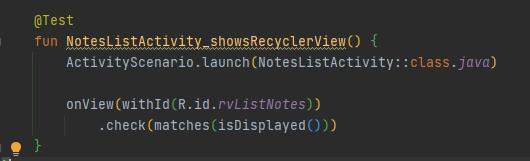 @Test
fun NotesListActivity_showsRecyclerView() {
    ActivityScenario.launch(NotesListActivity::class.java)

    onView(withId(R.id.rvListNotes))
        .check(matches(isDisplayed()))
}